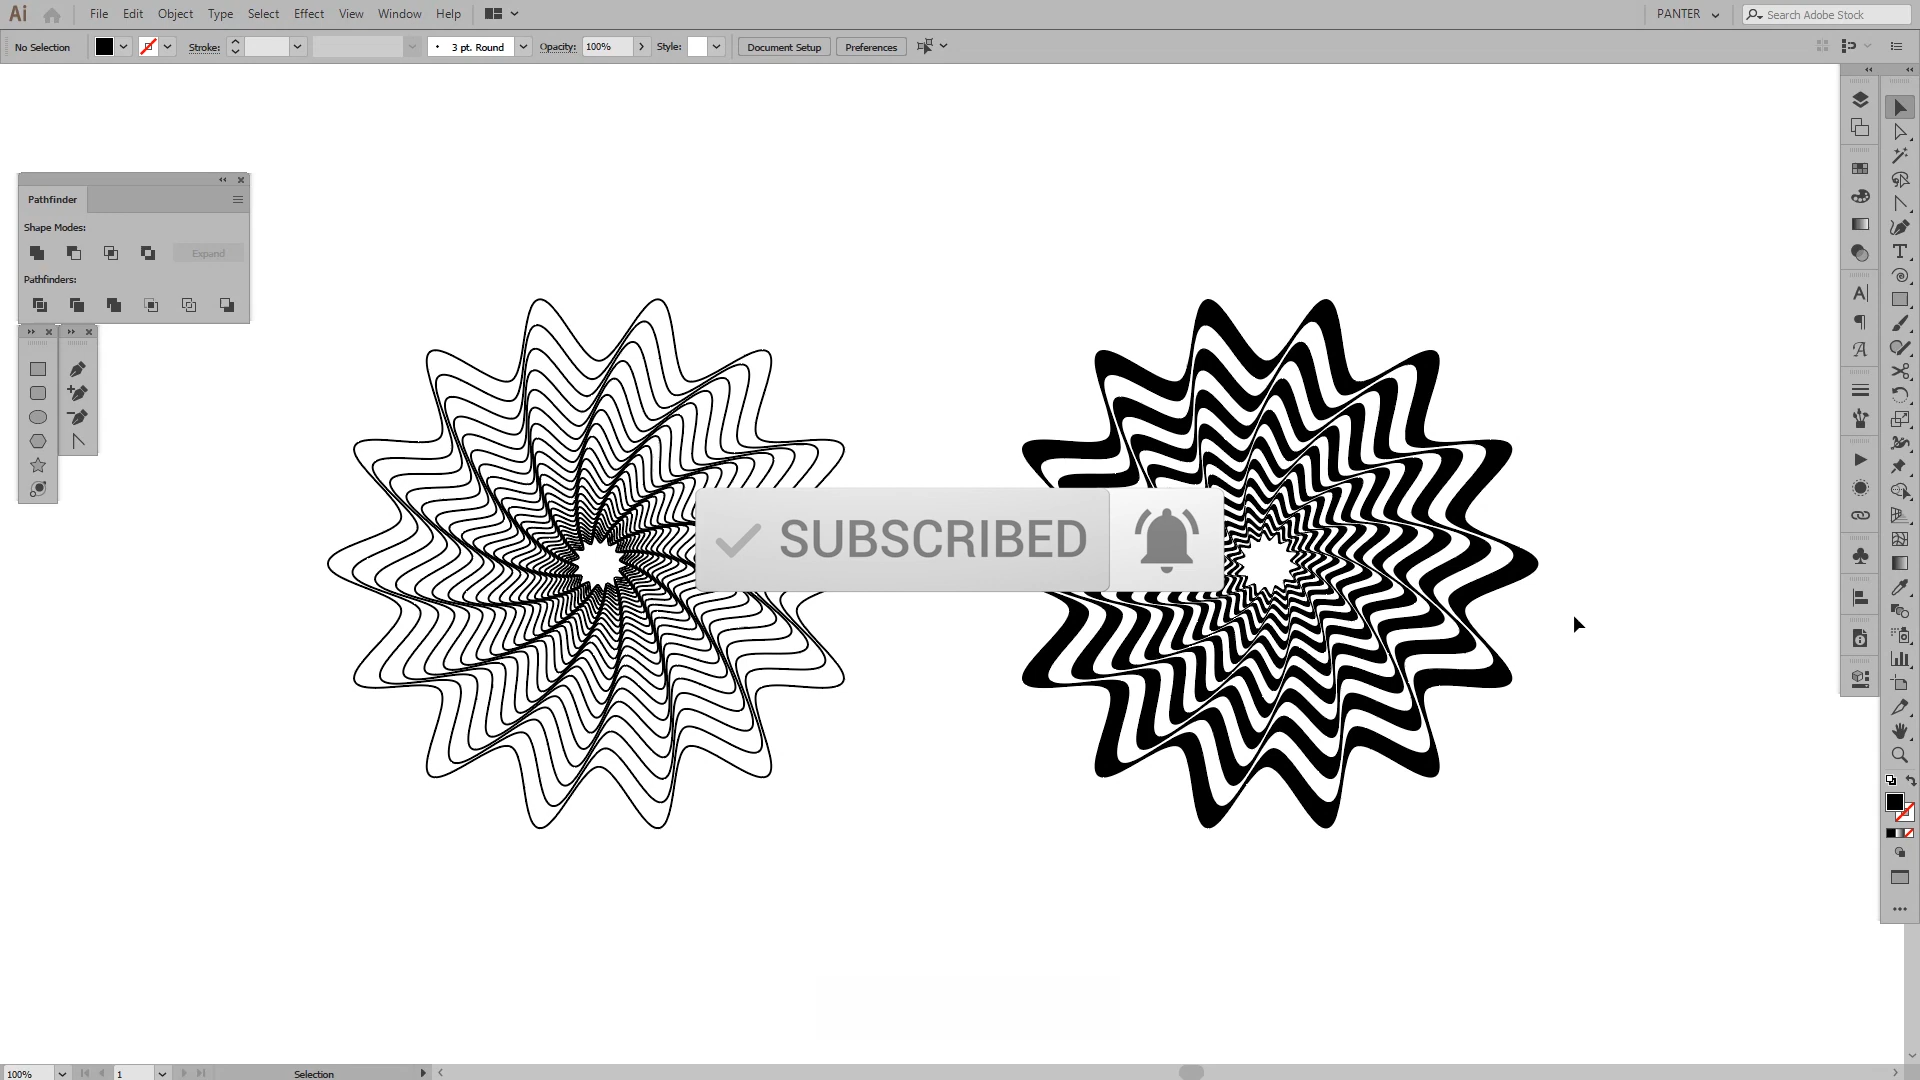 Ai File Edit Object Type Select Effect View Window Help PANTER Search Adobe Stock
No Selection Stroke: 3 pt. Round Opacity: 100% Style: Document Setup Preferences
Pathfinder
Shape Modes:
Expand
Pathfinders:
SUBSCRIBED
100% 1 Selection